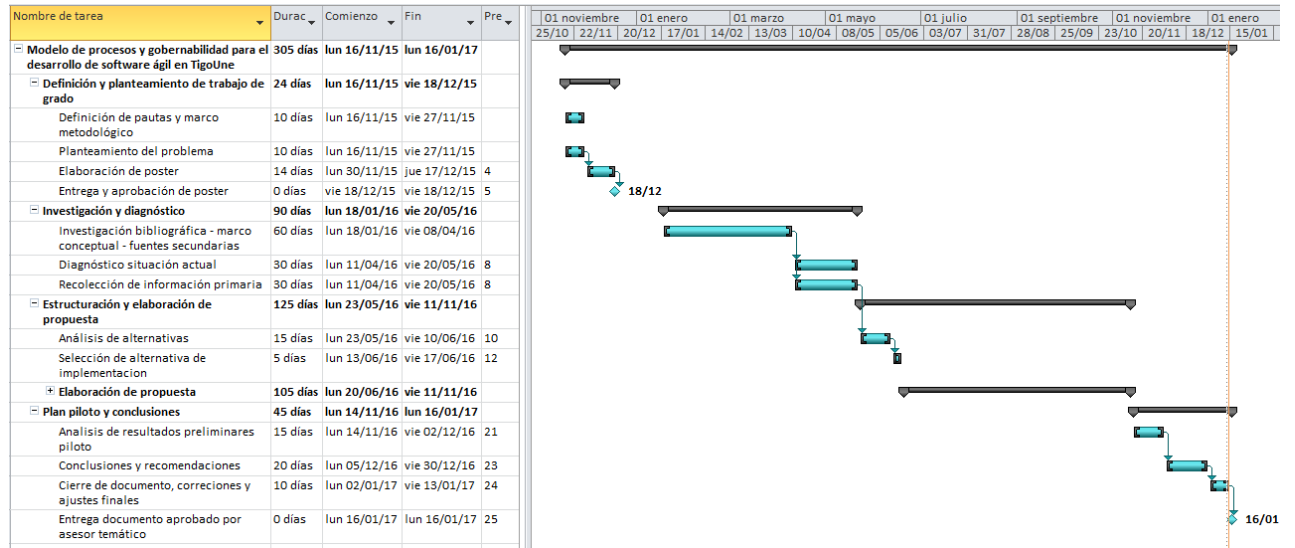 Nombre de tarea Durac Comienzo Fin Pre
01 noviembre 01 enero 01 marzo 01 mayo 01 julio 01 septiembre 01 noviembre 01 enero
25/10 22/11 20/12 17/01 14/02 13/03 10/04 08/05 05/06 03/07 31/07 28/08 25/09 23/10 20/11 18/12 15/01
Modelo de procesos y gobernabilidad para el 305 días lun 16/11/15 lun 16/01/17
desarrollo de software ágil en TigoUne
Definición y planteamiento de trabajo de 24 días lun 16/11/15 vie 18/12/15
grado
Definición de pautas y marco 10 días lun 16/11/15 vie 27/11/15
metodológico
Planteamiento del problema 10 días lun 16/11/15 vie 27/11/15
Elaboración de poster 14 días lun 30/11/15 jue 17/12/15 4
Entrega y aprobación de poster 0 días vie 18/12/15 vie 18/12/15 5 18/12
Investigación y diagnóstico 90 días lun 18/01/16 vie 20/05/16
Investigación bibliográfica - marco 60 días lun 18/01/16 vie 08/04/16
conceptual - fuentes secundarias
Diagnóstico situación actual 30 días lun 11/04/16 vie 20/05/16 8
Recolección de información primaria 30 días lun 11/04/16 vie 20/05/16 8
Estructuración y elaboración de 125 días lun 23/05/16 vie 11/11/16
propuesta
Análisis de alternativas 15 días lun 23/05/16 vie 10/06/16 10
Selección de alternativa de 5 días lun 13/06/16 vie 17/06/16 12
implementacion
Elaboración de propuesta 105 días lun 20/06/16 vie 11/11/16
Plan piloto y conclusiones 45 días lun 14/11/16 lun 16/01/17
Analisis de resultados preliminares 15 días lun 14/11/16 vie 02/12/16 21
piloto
Conclusiones y recomendaciones 20 días lun 05/12/16 vie 30/12/16 23
Cierre de documento, correciones y 10 días lun 02/01/17 vie 13/01/17 24
ajustes finales
Entrega documento aprobado por 0 días lun 16/01/17 lun 16/01/17 25 16/01
asesor temático